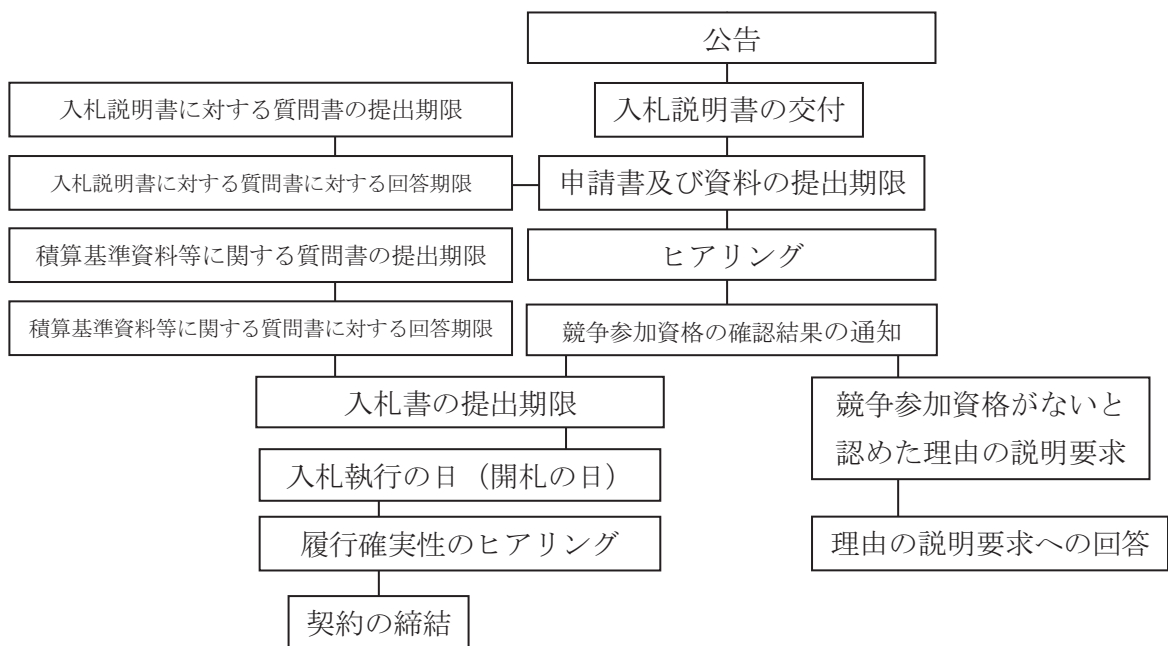 公告
入札説明書に対する質問書の提出期限
入札説明書の交付
入札説明書に対する質問書に対する回答期限
申請書及び資料の提出期限
積算基準資料等に関する質問書の提出期限
ヒアリング
積算基準資料等に関する質問書に対する回答期限
競争参加資格の確認結果の通知
入札書の提出期限
競争参加資格がないと
認めた理由の説明要求
入札執行の日（開札の日）
履行確実性のヒアリング
理由の説明要求への回答
契約の締結